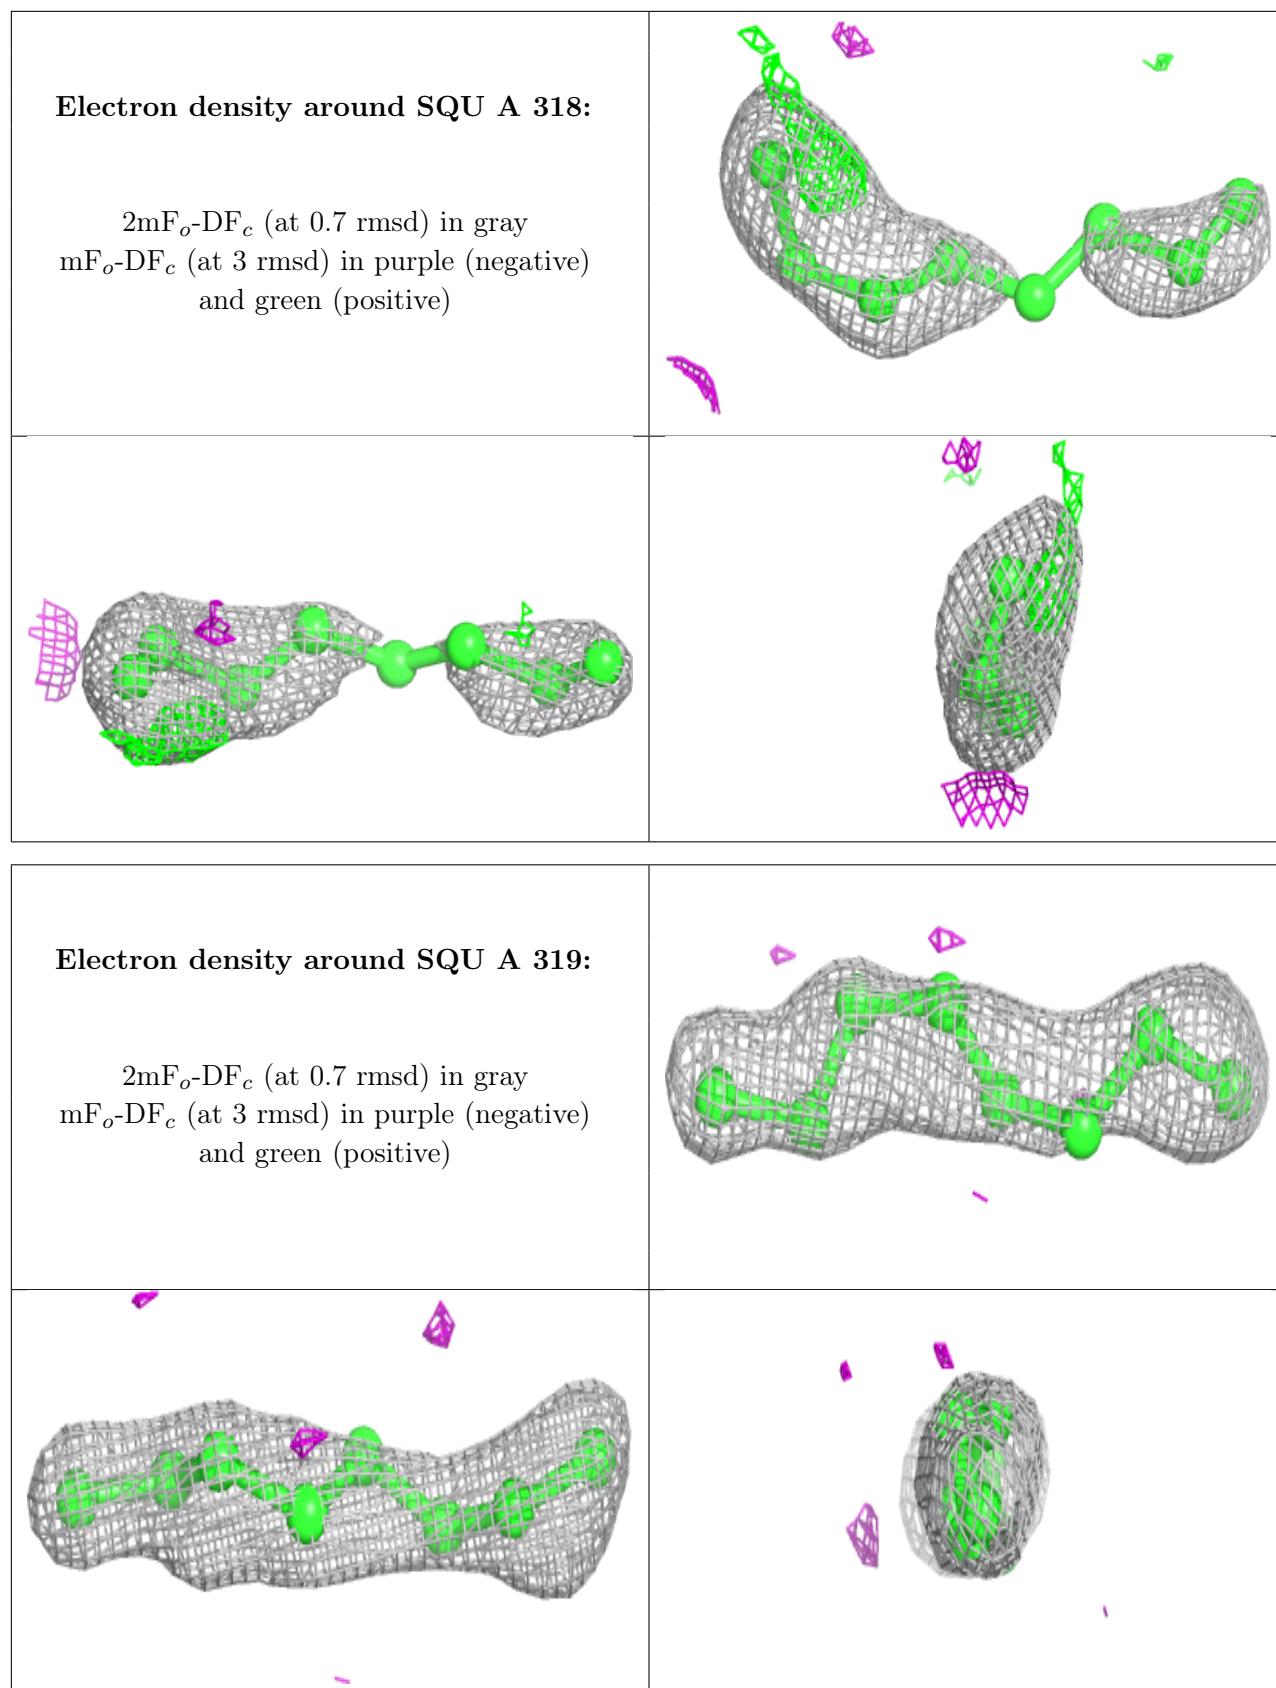 Electron density around SQU A 318:
2mFo-DFc (at 0.7 rmsd) in gray
mFo-DFc (at 3 rmsd) in purple (negative)
and green (positive)
Electron density around SQU A 319:
2mFo-DFc (at 0.7 rmsd) in gray
mFo-DFc (at 3 rmsd) in purple (negative)
and green (positive)